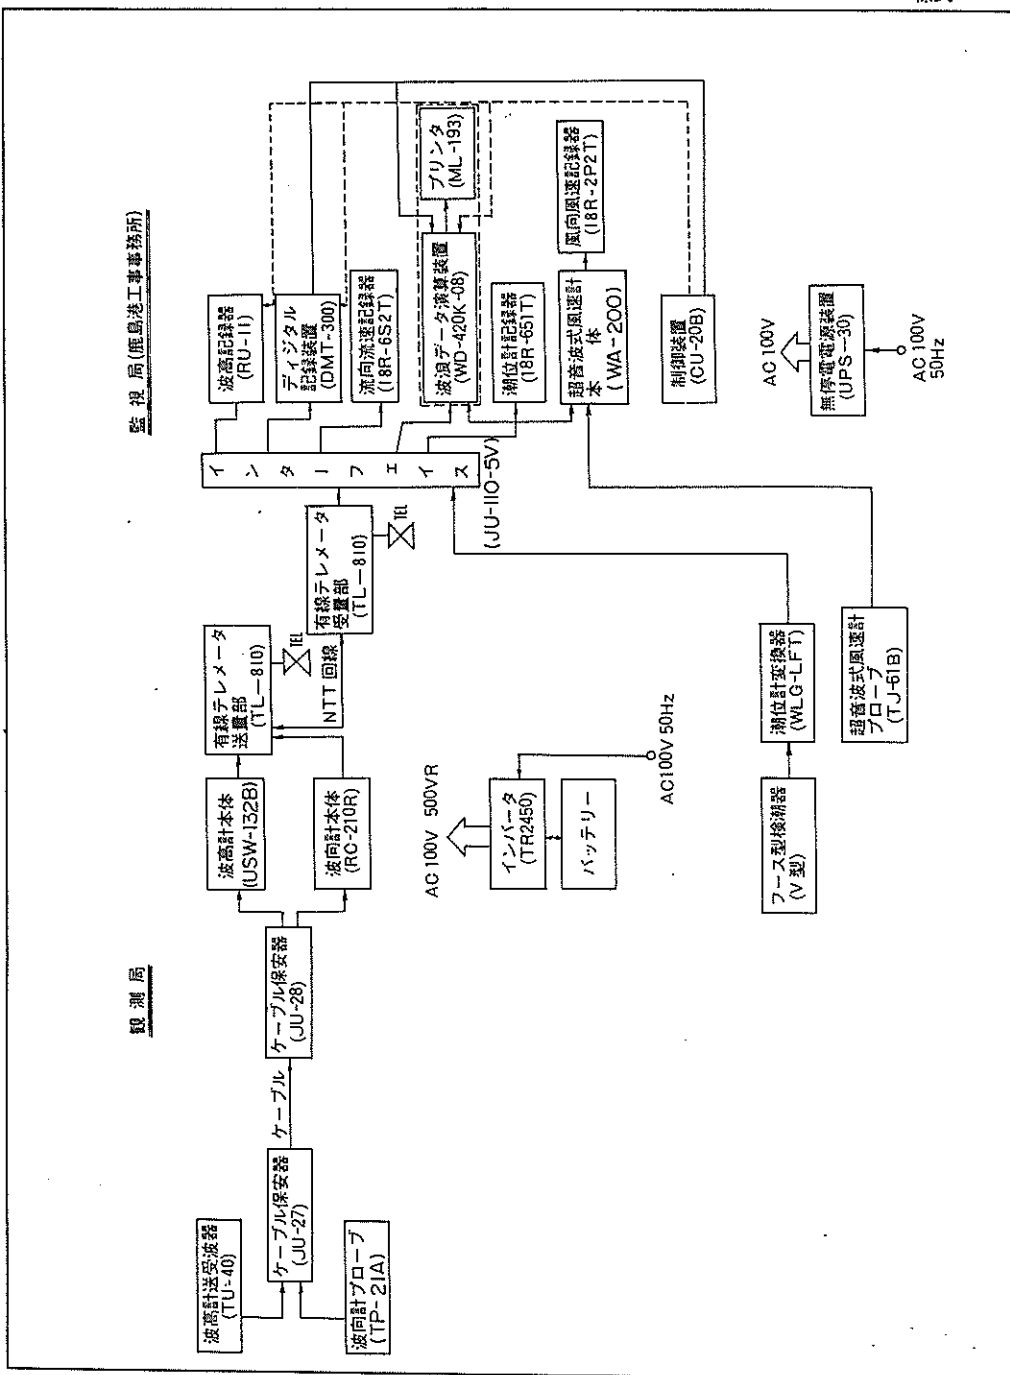 観測局
監視局(鹿島港工事事務所)
波高計送受波器
(TU-40)
波向計プローブ
(TP-21A)
ケーブル保安器
(JU-27)
ケーブル
ケーブル保安器
(JU-28)
波高計本体
(USW-132B)
波向計本体
(RC-210R)
有線テレメータ
送量部
(TL-810)
TEL
NTT回線
有線テレメータ
受量部
(TL-810)
TEL
インターフェイス
(JU-110-5V)
波高記録器
(RU-11)
ディジタル
記録装置
(DMT-300)
流向流速記録器
(18R-6S2T)
波浪データ演算装置
(WD-420K-08)
プリンタ
(ML-193)
潮位計記録器
(18R-651T)
超音波式風速計
本体
(WA-200)
風向風速計記録器
(18R-2P2T)
制御装置
(CU-20B)
AC100V
無停電電源装置
(UPS-30)
AC100V
50Hz
AC100V 500VR
インバータ
(TR2450)
バッテリー
AC100V 50Hz
フース型検潮器
(V型)
潮位計変換器
(WLG-LFT)
超音波式風速計
プローブ
(TJ-61B)